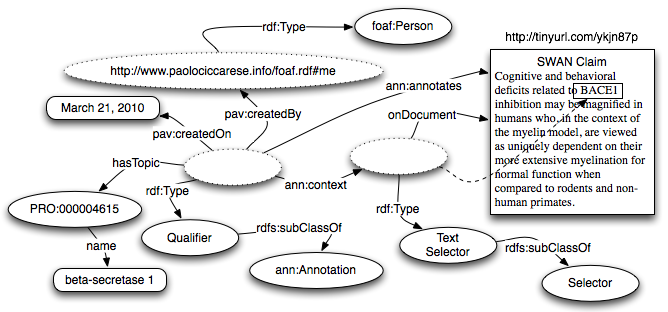 rdf:Type
foaf:Person
http://tinyurl.com/ykjn87p
http://www.paolociccarese.info/foaf.rdf#me
SWAN Claim
Cognitive and behavioral
deficits related to BACE1
inhibition may be magnified in
humans who, in the context of
the myelin model, are viewed
as uniquely dependent on their
more extensive myelination for
normal function when
compared to rodents and non-
human primates.
ann:annotates
March 21, 2010
pav:createdBy
onDocument
pav:createdOn
hasTopic
rdf:Type
ann:context
PRO:000004615
rdf:Type
name
Qualifier
rdfs:subClassOf
Text
Selector
rdfs:subClassOf
beta-secretase 1
ann:Annotation
Selector